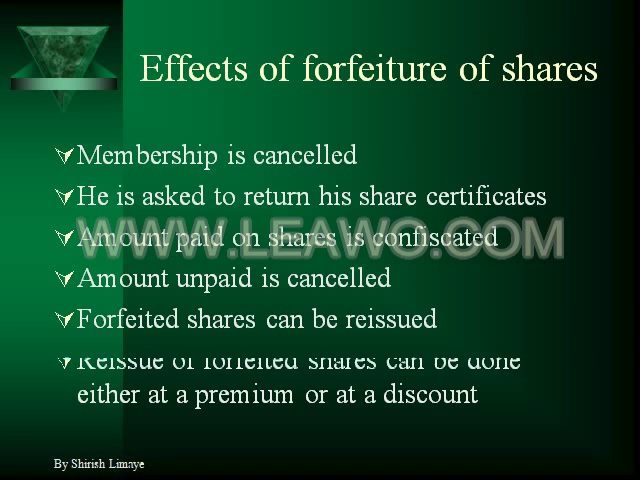 Effects of forfeiture of shares
Membership is cancelled
He is asked to return his share certificates
Amount paid on shares is confiscated
WWW.LEAWO.COM
Amount unpaid is cancelled
Forfeited shares can be reissued
Reissue of forfeited shares can be done
either at a premium or at a discount
By Shirish Limaye